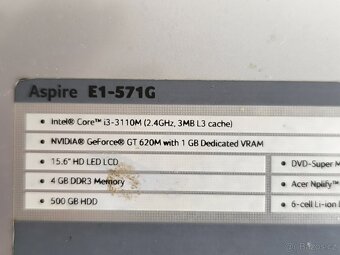 Aspire E1-571G
• Intel® Core™ i3-3110M (2.4GHz, 3MB L3 cache)
• NVIDIA® GeForce® GT 620M with 1 GB Dedicated VRAM
• 15.6" HD LED LCD
• 4 GB DDR3 Memory
• 500 GB HDD
• DVD-Super M
• Acer Nplify™
• 6-cell Li-ion